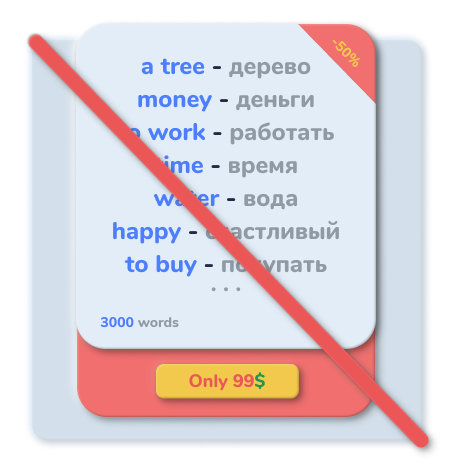 -50%
a tree - дерево
money - деньги
to work - работать
time - время
water - вода
happy - счастливый
to buy - покупать
...
3000 words
Only 99$